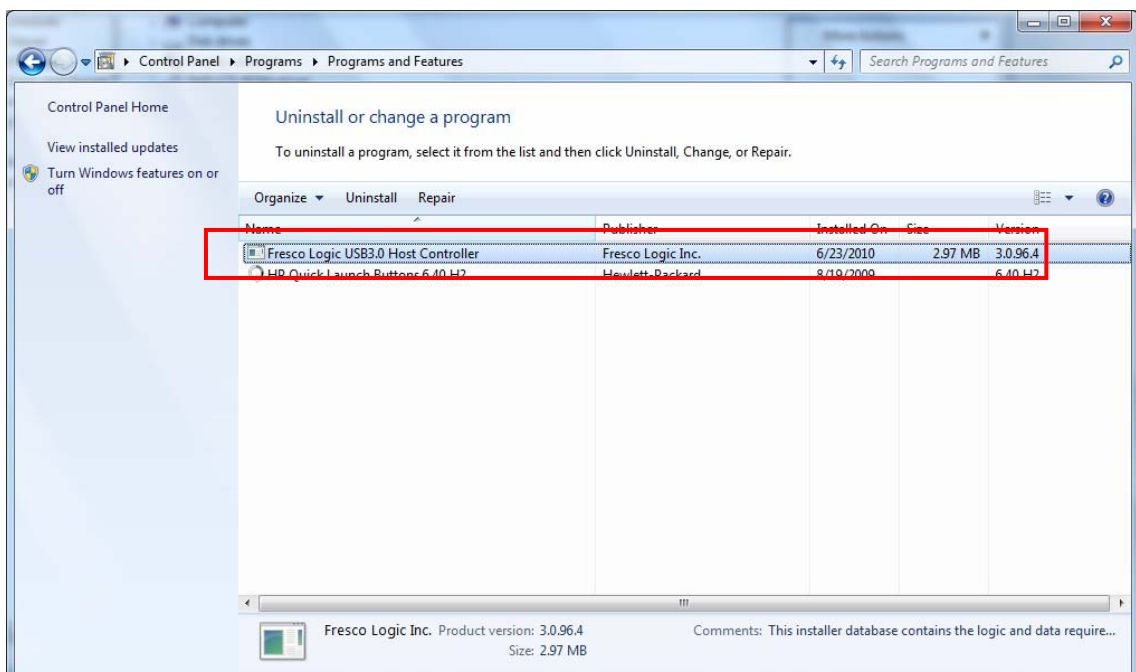 Control Panel Programs Programs and Features Search Programs and Features
Control Panel Home
View installed updates
Turn Windows features on or
off
Uninstall or change a program
To uninstall a program, select it from the list and then click Uninstall, Change, or Repair.
Organize Uninstall Repair
Name Publisher Installed On Size Version
Fresco Logic USB3.0 Host Controller Fresco Logic Inc. 6/23/2010 2.97 MB 3.0.96.4
HP Quick Launch Buttons 6.40 H2 Hewlett-Packard 8/19/2009 6.40 H2
Fresco Logic Inc. Product version: 3.0.96.4 Comments: This installer database contains the logic and data require...
Size: 2.97 MB